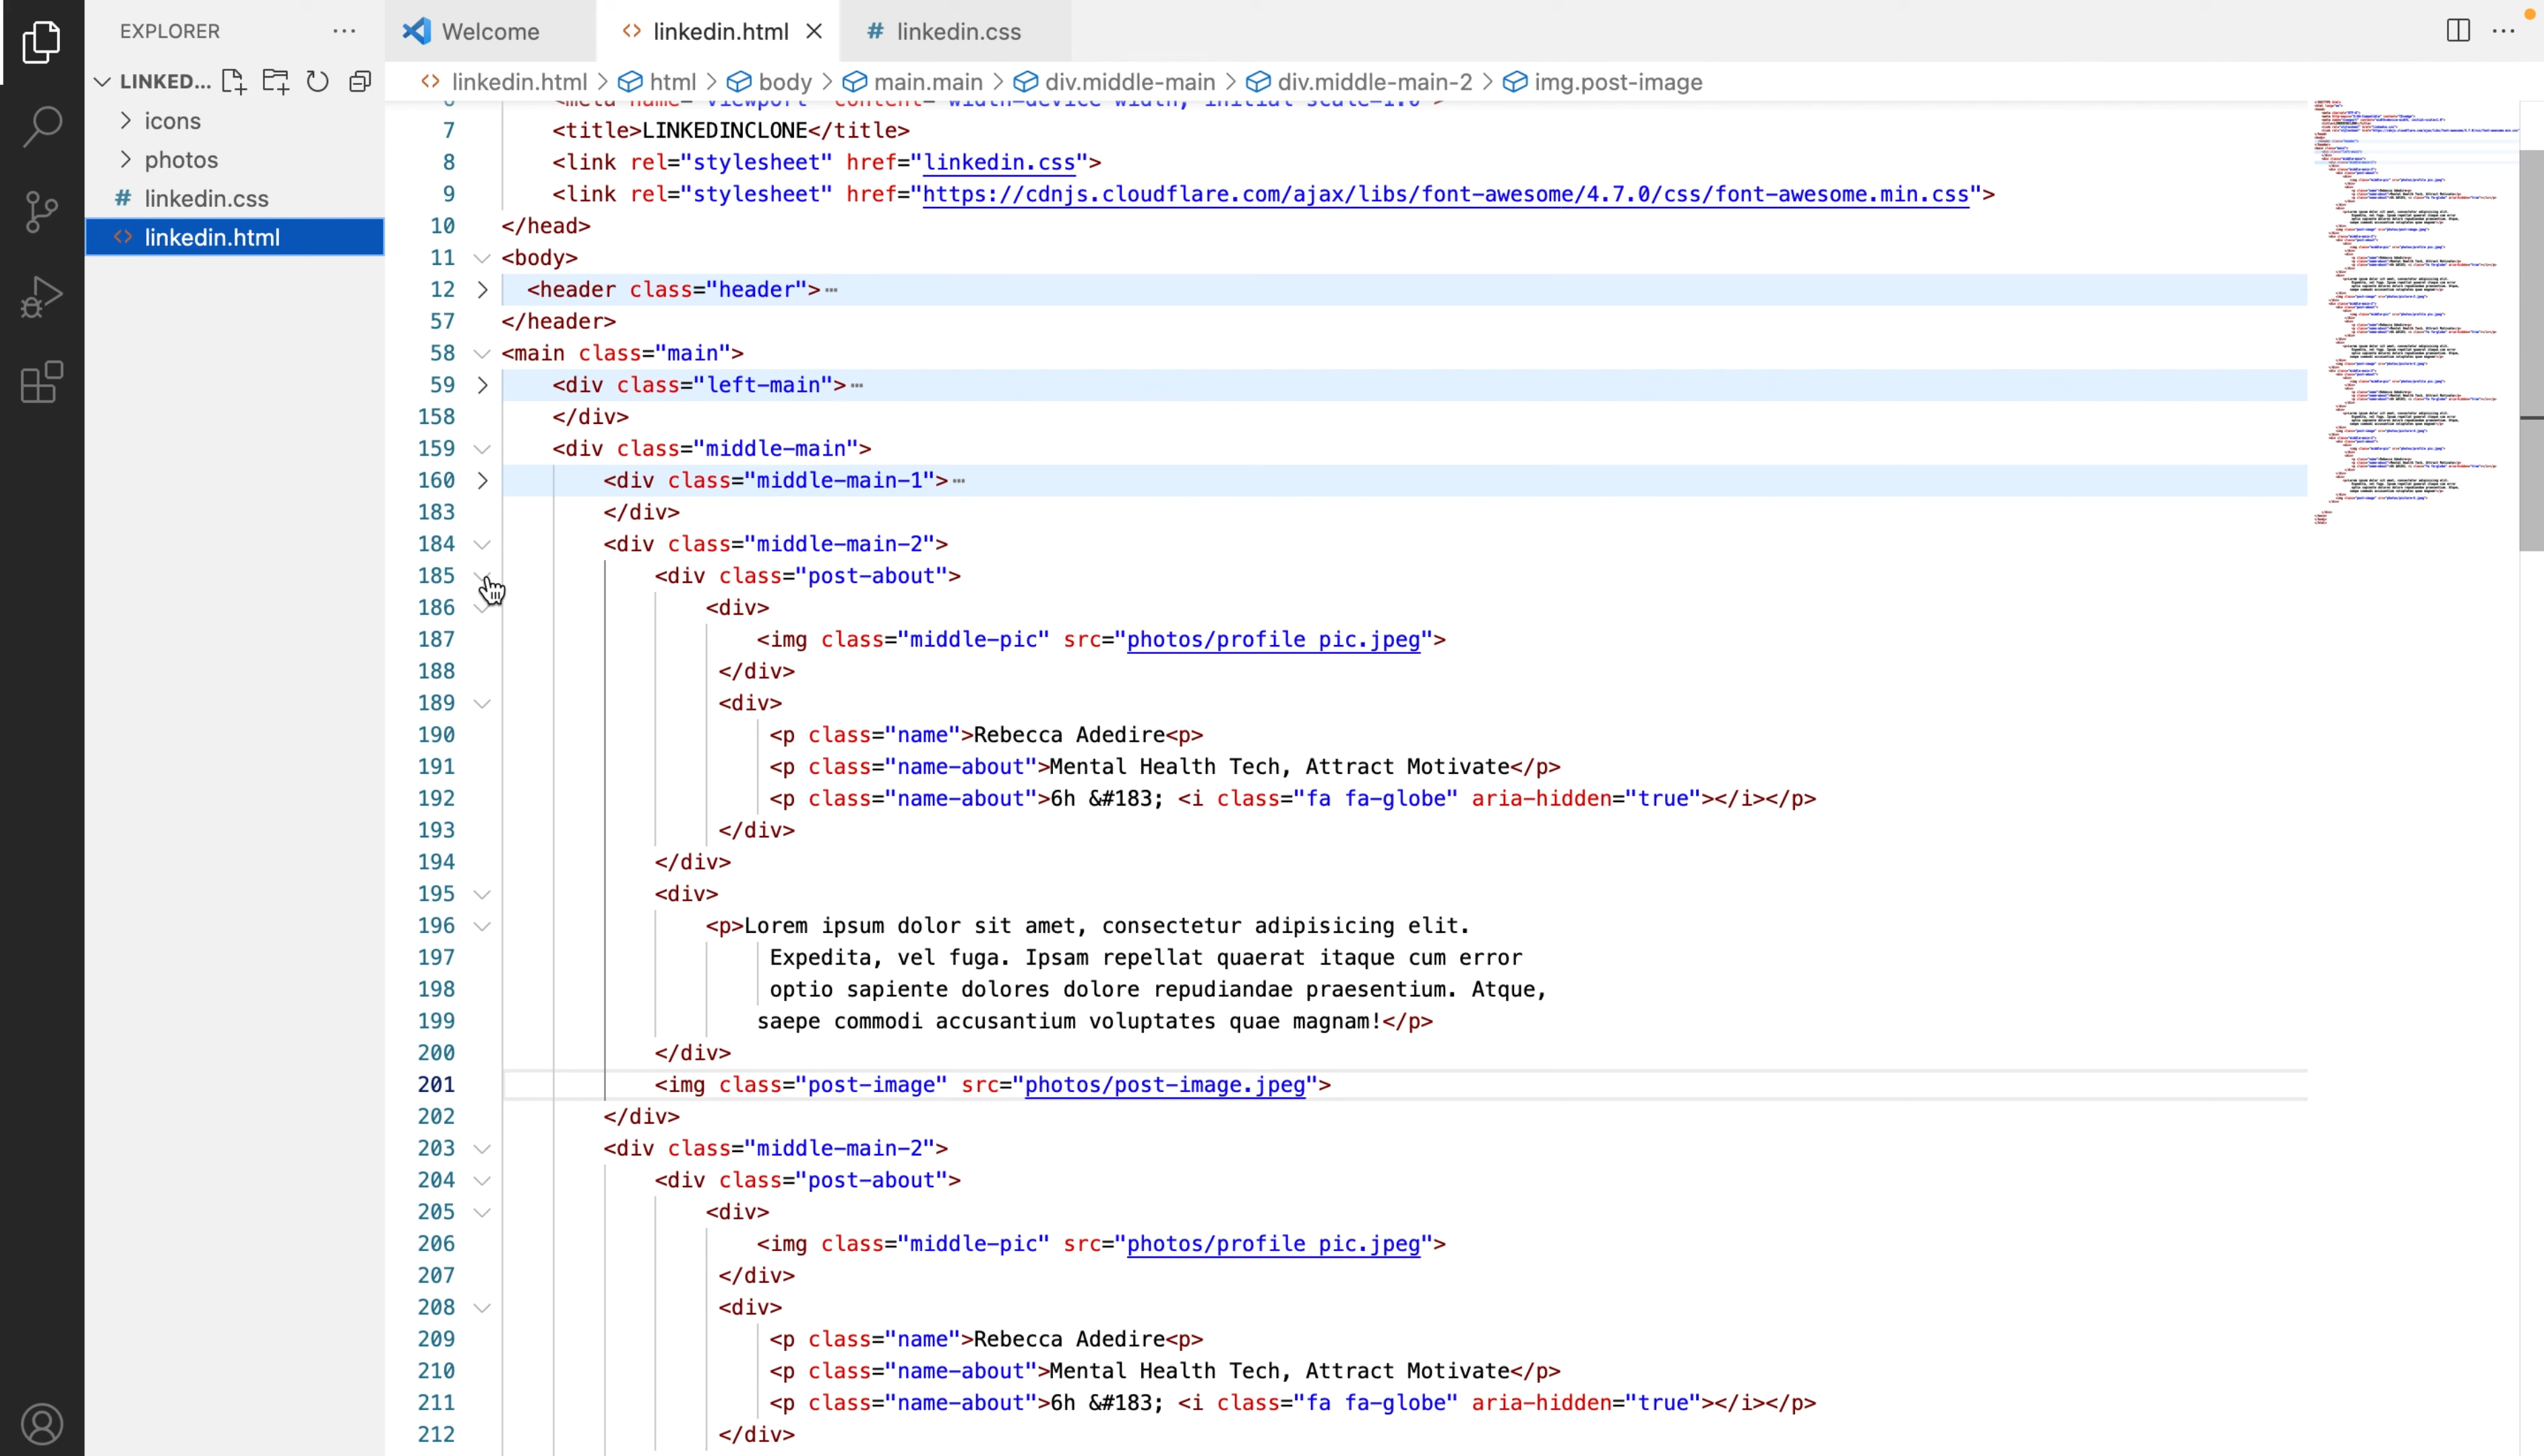 EXPLORER
LINKED...
icons
photos
# linkedin.css
<> linkedin.html
Welcome
<> linkedin.html
# linkedin.css
<> linkedin.html > html > body > main.main > div.middle-main > div.middle-main-2 > img.post-image
7 <title>LINKEDINCLONE</title>
8 <link rel="stylesheet" href="linkedin.css">
9 <link rel="stylesheet" href="https://cdnjs.cloudflare.com/ajax/libs/font-awesome/4.7.0/css/font-awesome.min.css">
10 </head>
11 <body>
12 <header class="header">…
57 </header>
58 <main class="main">
59 <div class="left-main">…
158 </div>
159 <div class="middle-main">
160 <div class="middle-main-1">…
183 </div>
184 <div class="middle-main-2">
185 <div class="post-about">
186 <div>
187 <img class="middle-pic" src="photos/profile pic.jpeg">
188 </div>
189 <div>
190 <p class="name">Rebecca Adedire<p>
191 <p class="name-about">Mental Health Tech, Attract Motivate</p>
192 <p class="name-about">6h &#183; <i class="fa fa-globe" aria-hidden="true"></i></p>
193 </div>
194 </div>
195 <div>
196 <p>Lorem ipsum dolor sit amet, consectetur adipisicing elit.
197 Expedita, vel fuga. Ipsam repellat quaerat itaque cum error
198 optio sapiente dolores dolore repudiandae praesentium. Atque,
199 saepe commodi accusantium voluptates quae magnam!</p>
200 </div>
201 <img class="post-image" src="photos/post-image.jpeg">
202 </div>
203 <div class="middle-main-2">
204 <div class="post-about">
205 <div>
206 <img class="middle-pic" src="photos/profile pic.jpeg">
207 </div>
208 <div>
209 <p class="name">Rebecca Adedire<p>
210 <p class="name-about">Mental Health Tech, Attract Motivate</p>
211 <p class="name-about">6h &#183; <i class="fa fa-globe" aria-hidden="true"></i></p>
212 </div>